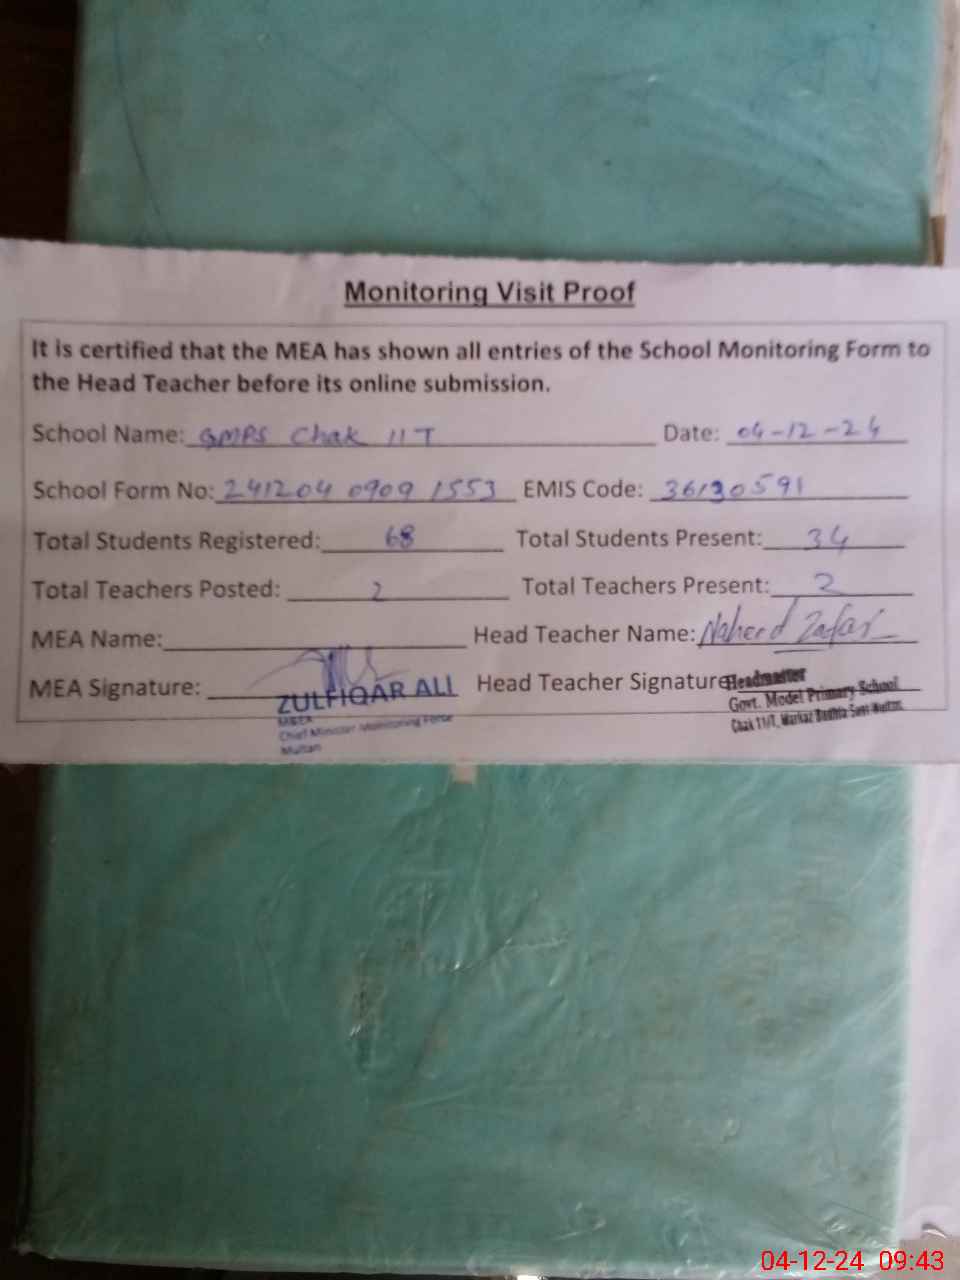 Monitoring Visit Proof
It is certified that the MEA has shown all entries of the School Monitoring Form to
the Head Teacher before its online submission.
School Name: GMPS Chak 11T Date: 04-12-24
School Form No: 241204 0909 1553 EMIS Code: 36130591
Total Students Registered: 68 Total Students Present: 34
Total Teachers Posted: 2 Total Teachers Present: 2
MEA Name: Head Teacher Name: Naheed Zafar
MEA Signature: Head Teacher Signature
ZULFIQAR ALI
Chief Minister Monitoring Force
Multan
Headmaster
Govt. Model Primary School
Chak 11/T, Markaz
04-12-24 09:43